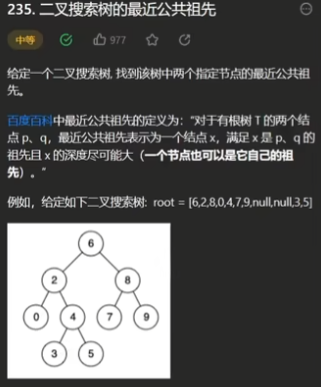 235. 二叉搜索树的最近公共祖先
中等 977
给定一个二叉搜索树, 找到该树中两个指定节点的最近公共祖
先。
百度百科中最近公共祖先的定义为：“对于有根树 T 的两个结
点 p、q，最近公共祖先表示为一个结点 x，满足 x 是 p、q 的
祖先且 x 的深度尽可能大（一个节点也可以是它自己的祖
先）。”
例如，给定如下二叉搜索树: root = [6,2,8,0,4,7,9,null,null,3,5]
6
2 8
0 4 7 9
3 5